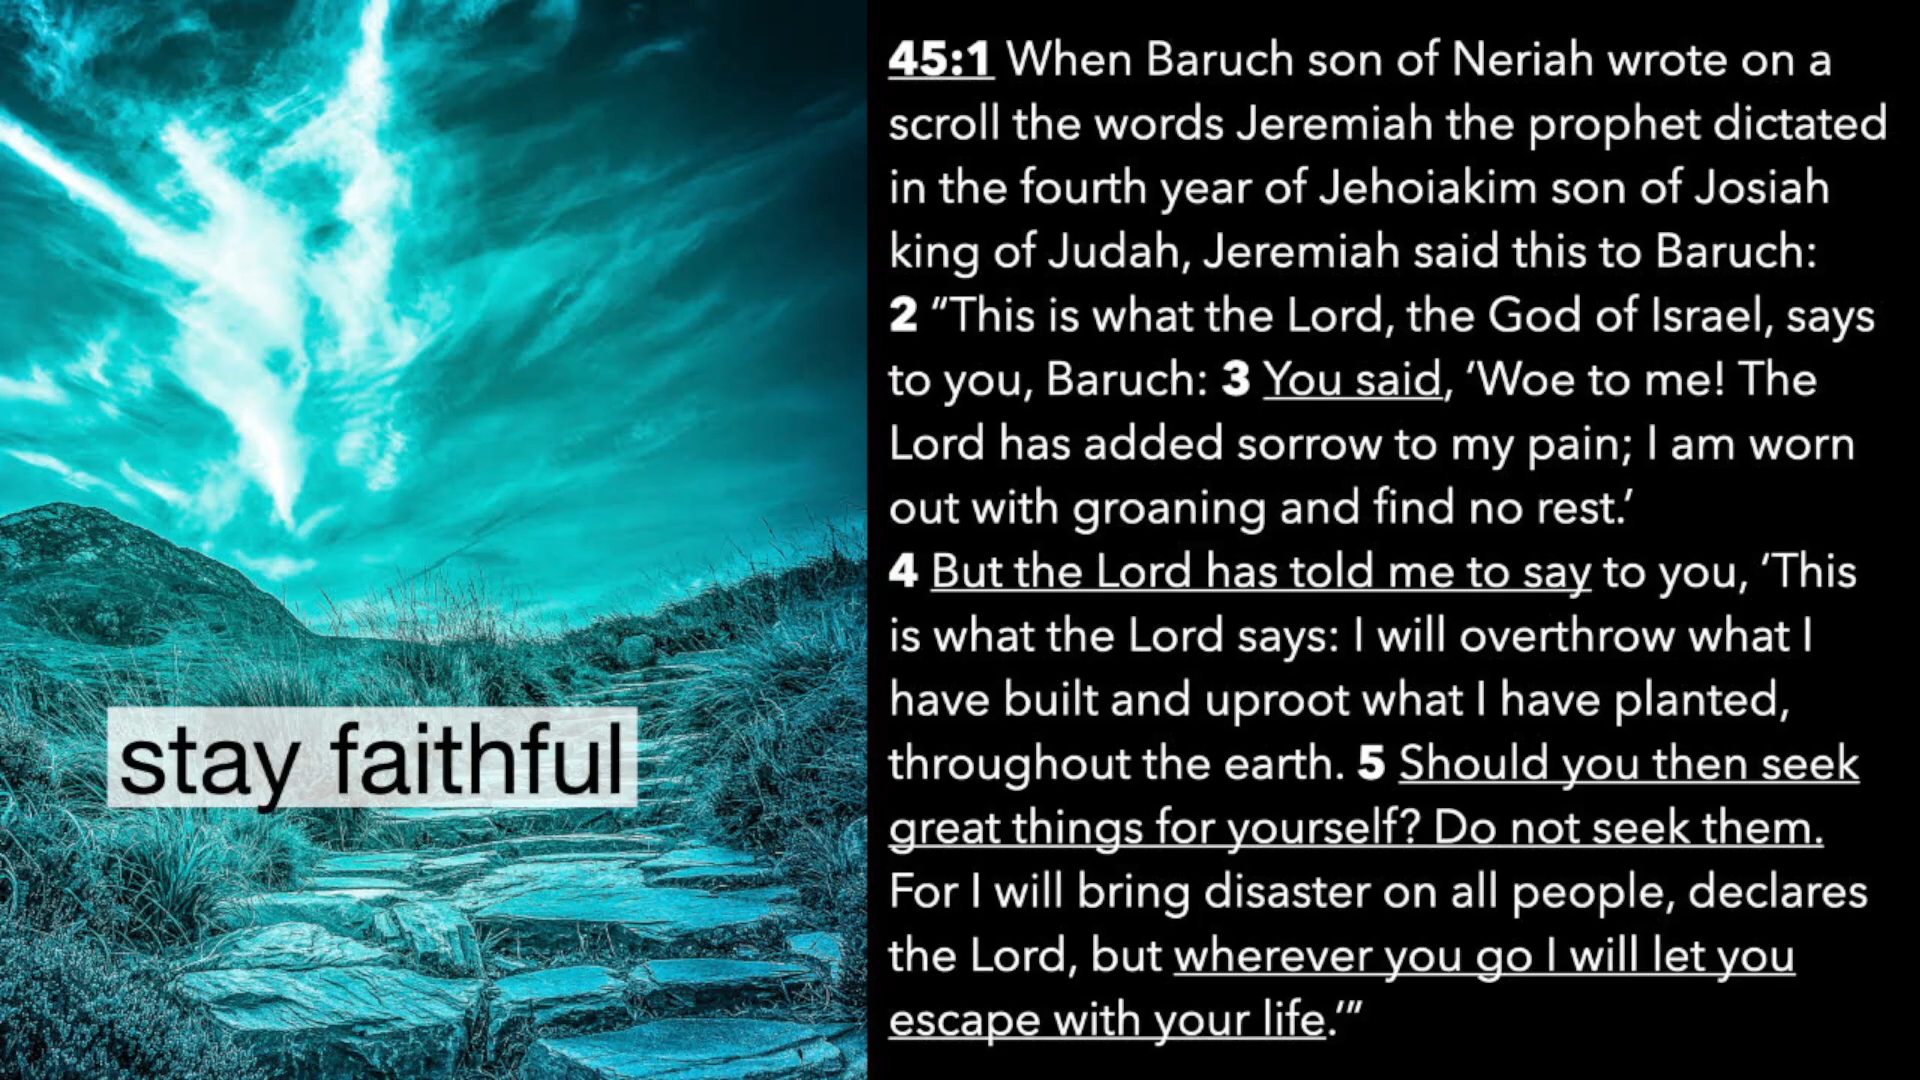 stay faithful
45:1 When Baruch son of Neriah wrote on a
scroll the words Jeremiah the prophet dictated
in the fourth year of Jehoiakim son of Josiah
king of Judah, Jeremiah said this to Baruch:
2 “This is what the Lord, the God of Israel, says
to you, Baruch: 3 You said, ‘Woe to me! The
Lord has added sorrow to my pain; I am worn
out with groaning and find no rest.’
4 But the Lord has told me to say to you, ‘This
is what the Lord says: I will overthrow what I
have built and uproot what I have planted,
throughout the earth. 5 Should you then seek
great things for yourself? Do not seek them.
For I will bring disaster on all people, declares
the Lord, but wherever you go I will let you
escape with your life.’”